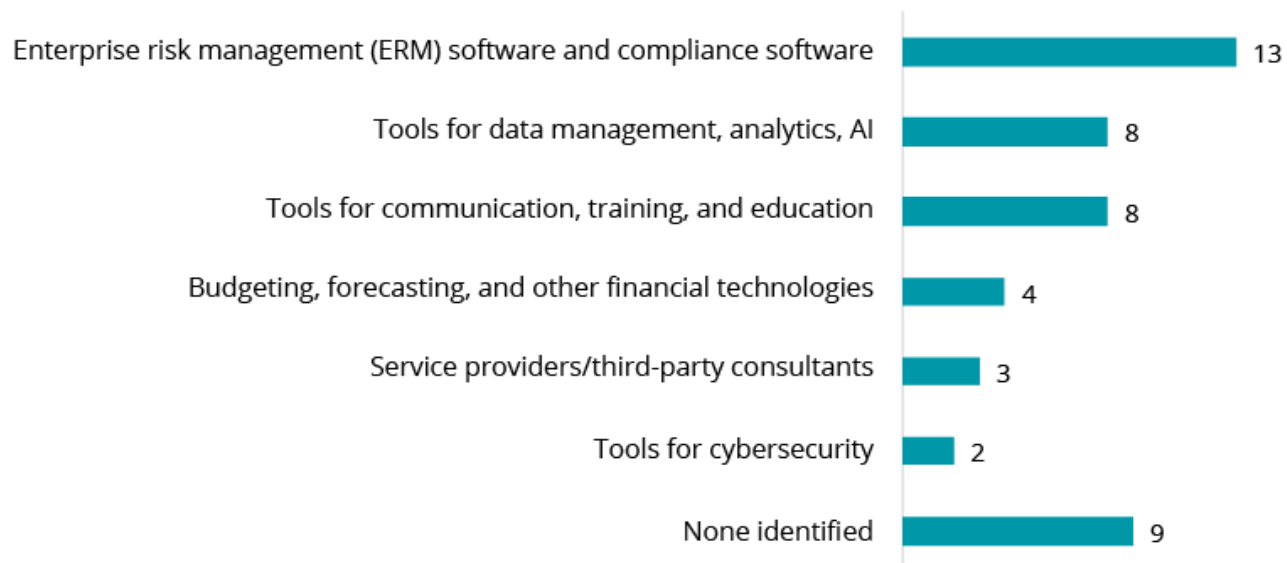 Enterprise risk management (ERM) software and compliance software 13
Tools for data management, analytics, AI 8
Tools for communication, training, and education 8
Budgeting, forecasting, and other financial technologies 4
Service providers/third-party consultants 3
Tools for cybersecurity 2
None identified 9